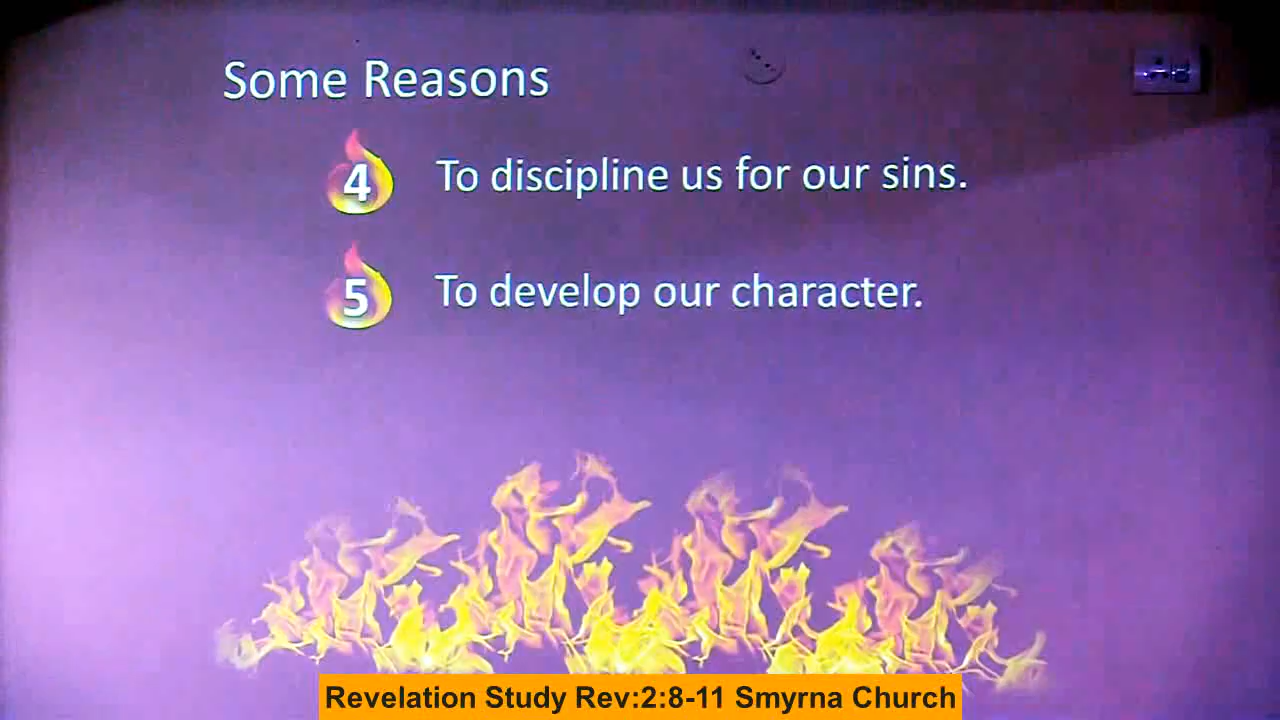 Some Reasons
4 To discipline us for our sins.
5 To develop our character.
Revelation Study Rev:2:8-11 Smyrna Church